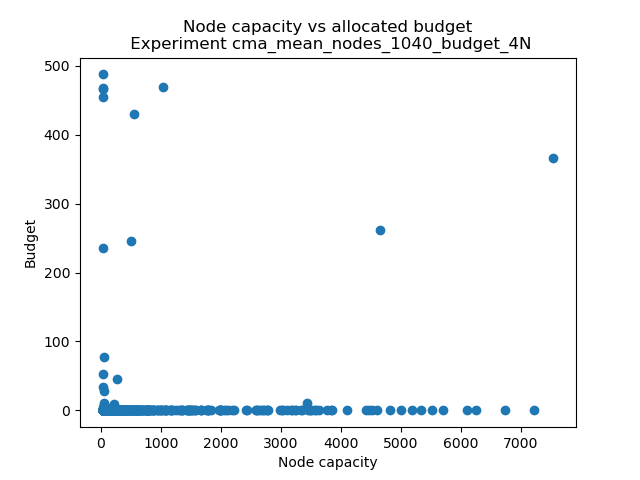 Node capacity vs allocated budget
Experiment cma_mean_nodes_1040_budget_4N
500
400
300
200
100
0
Budget
0 1000 2000 3000 4000 5000 6000 7000
Node capacity